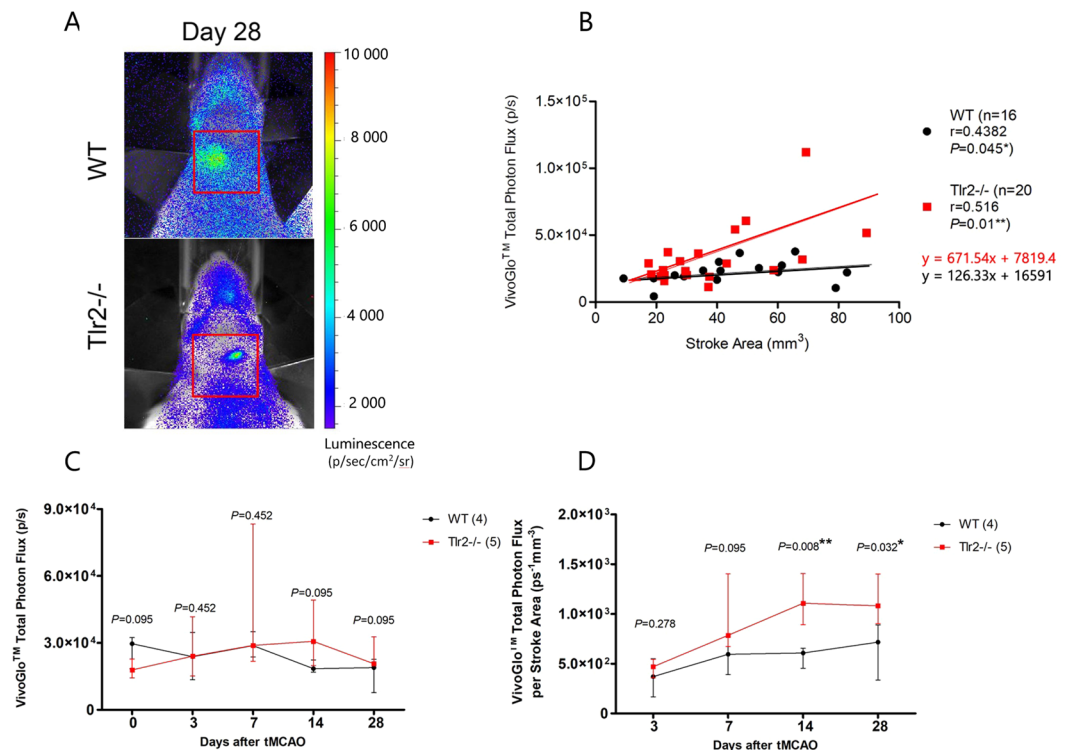 A
Day 28
WT
Tlr2-/-
10 000
8 000
6 000
4 000
2 000
Luminescence
(p/sec/cm²/sr)
B
VivoGlo™ Total Photon Flux (p/s)
1.5×10⁵
1.0×10⁵
5.0×10⁴
0
0
20
40
60
80
100
Stroke Area (mm³)
WT (n=16
r=0.4382
P=0.045*)
Tlr2-/- (n=20
r=0.516
P=0.01**)
y = 671.54x + 7819.4
y = 126.33x + 16591
C
VivoGlo™ Total Photon Flux (p/s)
9.0×10⁴
6.0×10⁴
3.0×10⁴
0
P=0.095
P=0.452
P=0.452
P=0.095
P=0.095
0
3
7
14
28
Days after tMCAO
WT (4)
Tlr2-/- (5)
D
VivoGlo™ Total Photon Flux
per Stroke Area (ps⁻¹mm⁻³)
2.0×10³
1.5×10³
1.0×10³
5.0×10²
0
P=0.278
P=0.095
P=0.008**
P=0.032*
3
7
14
28
Days after tMCAO
WT (4)
Tlr2-/- (5)